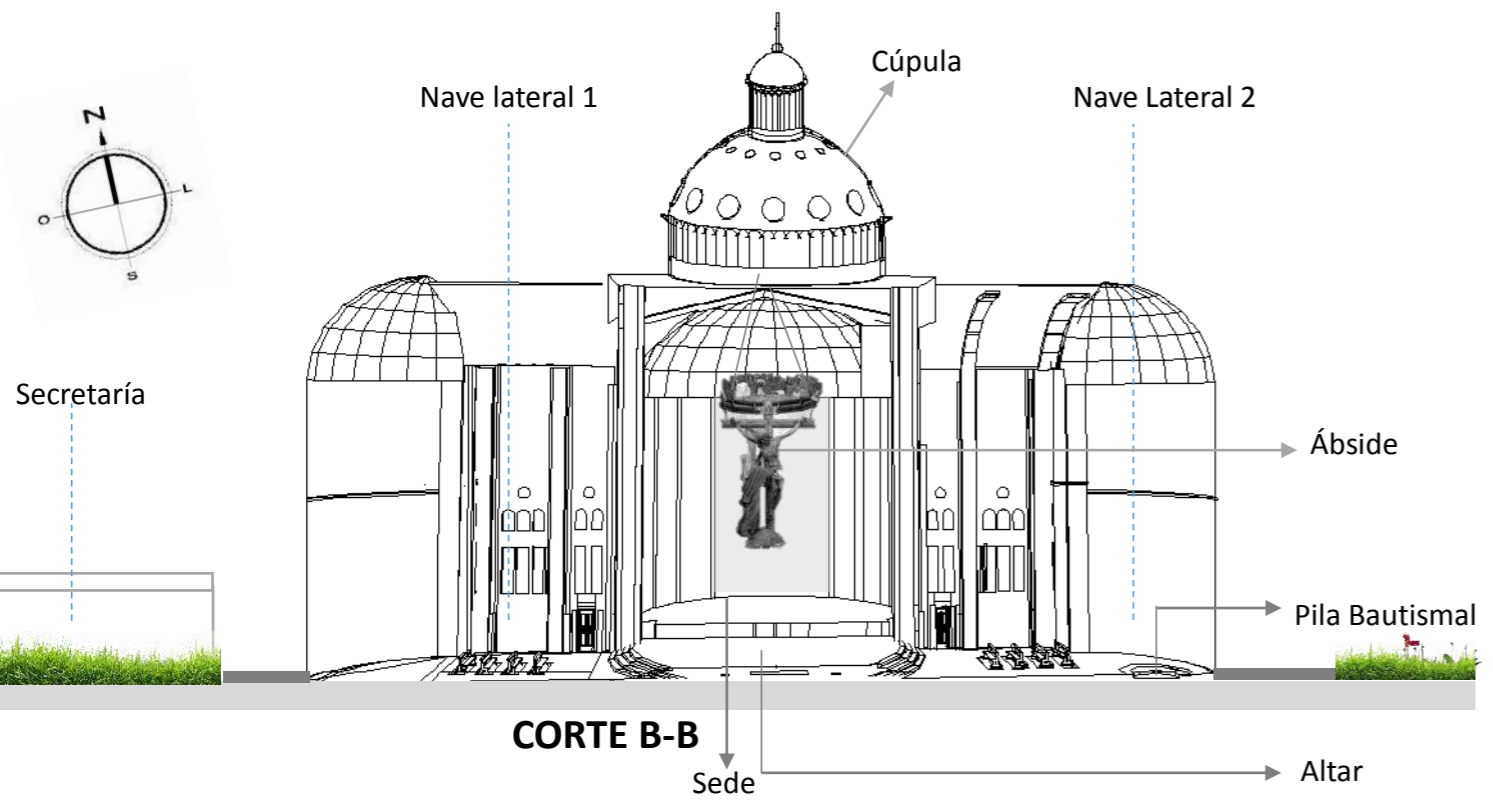 Cúpula
Nave lateral 1
Nave Lateral 2
N
L
O
S
Secretaría
Ábside
Pila Bautismal
CORTE B-B
Sede
Altar